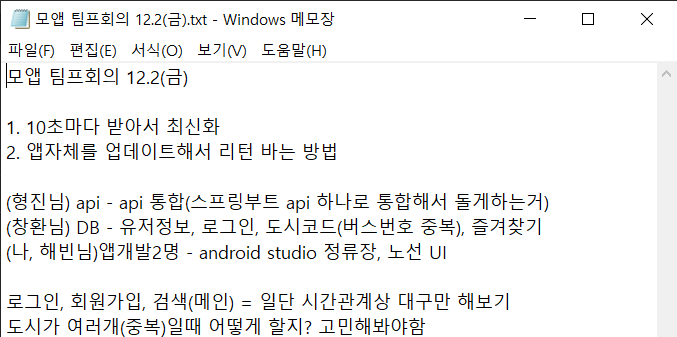 모앱 팀프회의 12.2(금).txt - Windows 메모장
파일(F) 편집(E) 서식(O) 보기(V) 도움말(H)
모앱 팀프회의 12.2(금)
1. 10초마다 받아서 최신화
2. 앱자체를 업데이트해서 리턴 바는 방법
(형진님) api - api 통합(스프링부트 api 하나로 통합해서 돌게하는거)
(창환님) DB - 유저정보, 로그인, 도시코드(버스번호 중복), 즐겨찾기
(나, 해빈님)앱개발2명 - android studio 정류장, 노선 UI
로그인, 회원가입, 검색(메인) = 일단 시간관계상 대구만 해보기
도시가 여러개(중복)일때 어떻게 할지? 고민해봐야함